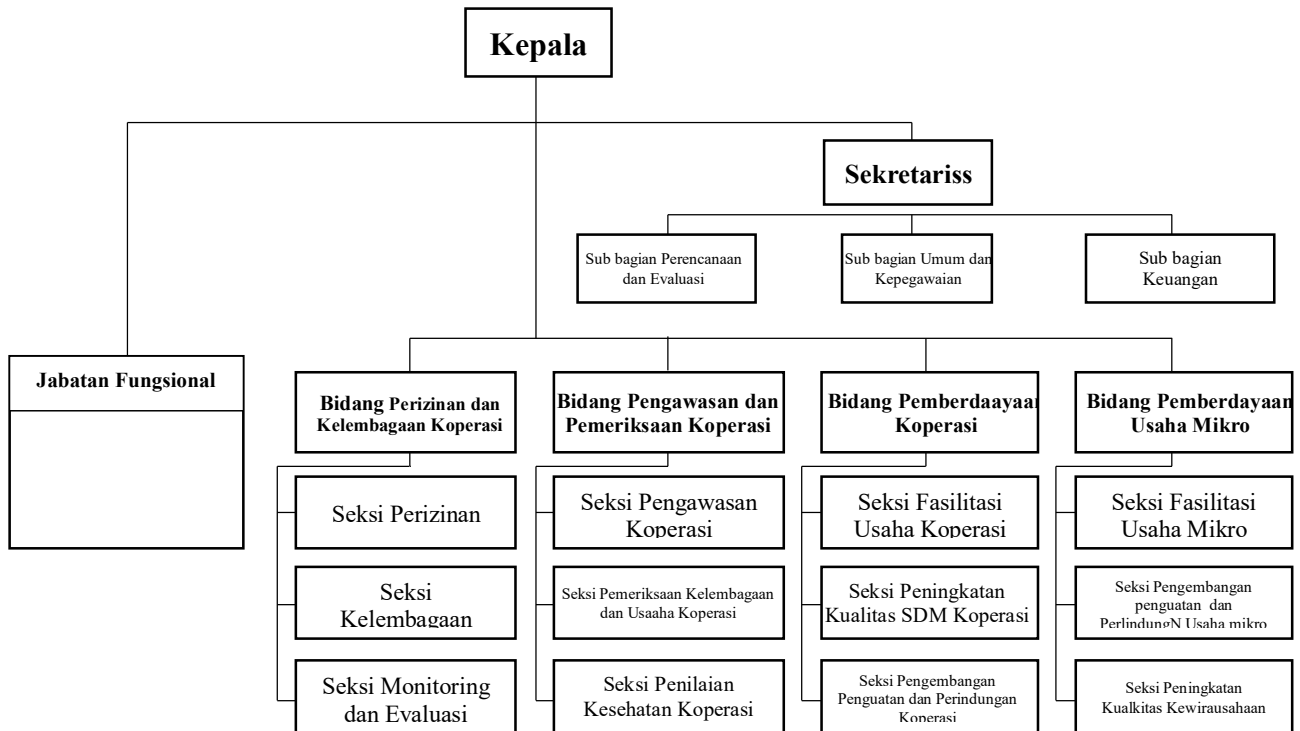 Kepala
Sekretariss
Sub bagian Perencanaan
dan Evaluasi
Sub bagian Umum dan
Kepegawaian
Sub bagian
Keuangan
Jabatan Fungsional
Bidang Perizinan dan
Kelembagaan Koperasi
Bidang Pengawasan dan
Pemeriksaan Koperasi
Bidang Pemberdaayaan
Koperasi
Bidang Pemberdayaan
Usaha Mikro
Seksi Perizinan
Seksi Pengawasan
Koperasi
Seksi Fasilitasi
Usaha Koperasi
Seksi Fasilitasi
Usaha Mikro
Seksi
Kelembagaan
Seksi Pemeriksaan Kelembagaan
dan Usaaha Koperasi
Seksi Peningkatan
Kualitas SDM Koperasi
Seksi Pengembangan
penguatan dan
PerlindungN Usaha mikro
Seksi Monitoring
dan Evaluasi
Seksi Penilaian
Kesehatan Koperasi
Seksi Pengembangan
Penguatan dan Perindungan
Koperasi
Seksi Peningkatan
Kualkitas Kewirausahaan